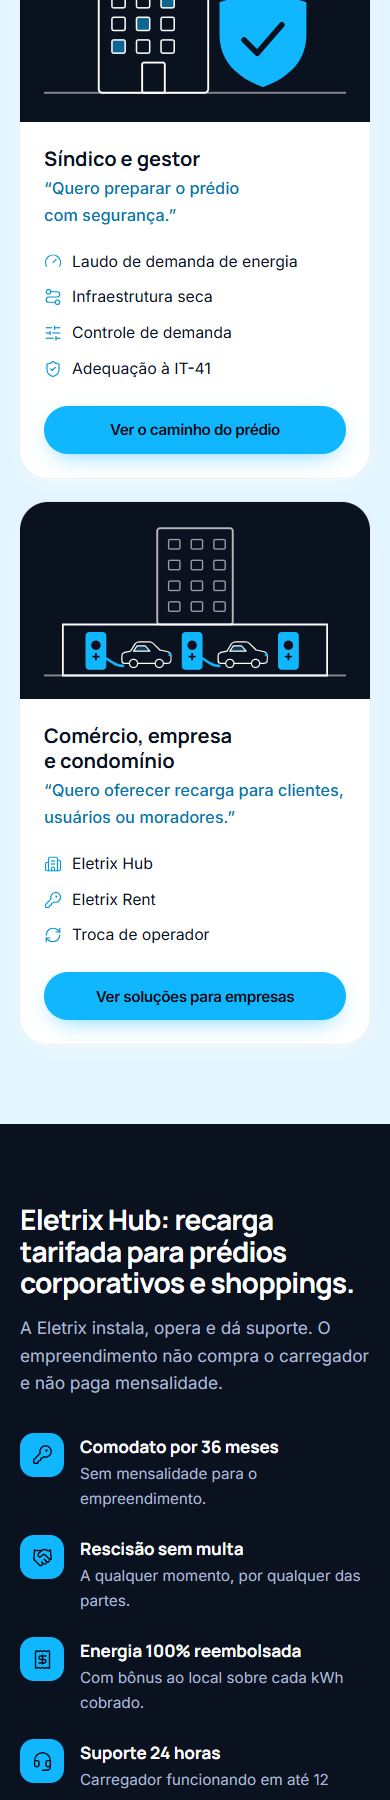 Síndico e gestor
“Quero preparar o prédio
com segurança.”
Laudo de demanda de energia
Infraestrutura seca
Controle de demanda
Adequação à IT-41
Ver o caminho do prédio
Comércio, empresa
e condomínio
“Quero oferecer recarga para clientes,
usuários ou moradores.”
Eletrix Hub
Eletrix Rent
Troca de operador
Ver soluções para empresas
Eletrix Hub: recarga
tarifada para prédios
corporativos e shoppings.
A Eletrix instala, opera e dá suporte. O
empreendimento não compra o carregador
e não paga mensalidade.
Comodato por 36 meses
Sem mensalidade para o
empreendimento.
Rescisão sem multa
A qualquer momento, por qualquer das
partes.
Energia 100% reembolsada
Com bônus ao local sobre cada kWh
cobrado.
Suporte 24 horas
Carregador funcionando em até 12